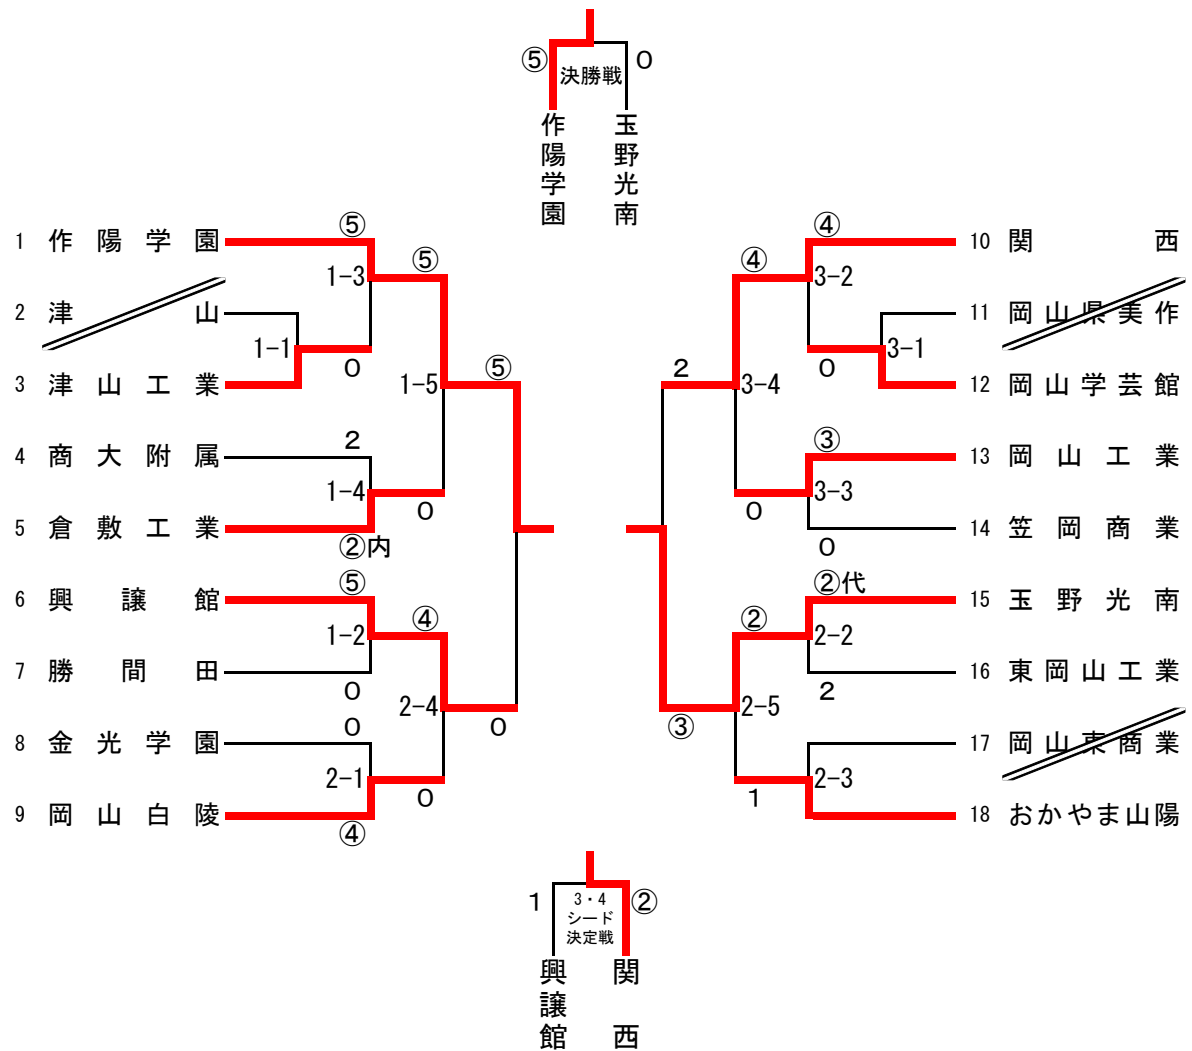 ⑤ 0
決勝戦
作陽学園
玉野光南
1 作陽学園
2 津山
3 津山工業
4 商大附属
5 倉敷工業
6 興譲館
7 勝間田
8 金光学園
9 岡山白陵
⑤
1-3
⑤
1-1
0
1-5
⑤
2
1-4
0
②内
⑤
1-2
④
0
2-4
0
0
2-1
0
④
④
④
3-2
3-1
0
2
3-4
③
3-3
0
0
②代
②
2-2
2
2-5
③
2-3
1
10 関西
11 岡山県美作
12 岡山学芸館
13 岡山工業
14 笠岡商業
15 玉野光南
16 東岡山工業
17 岡山東商業
18 おかやま山陽
1 ②
3・4
シード
決定戦
興譲館
関西